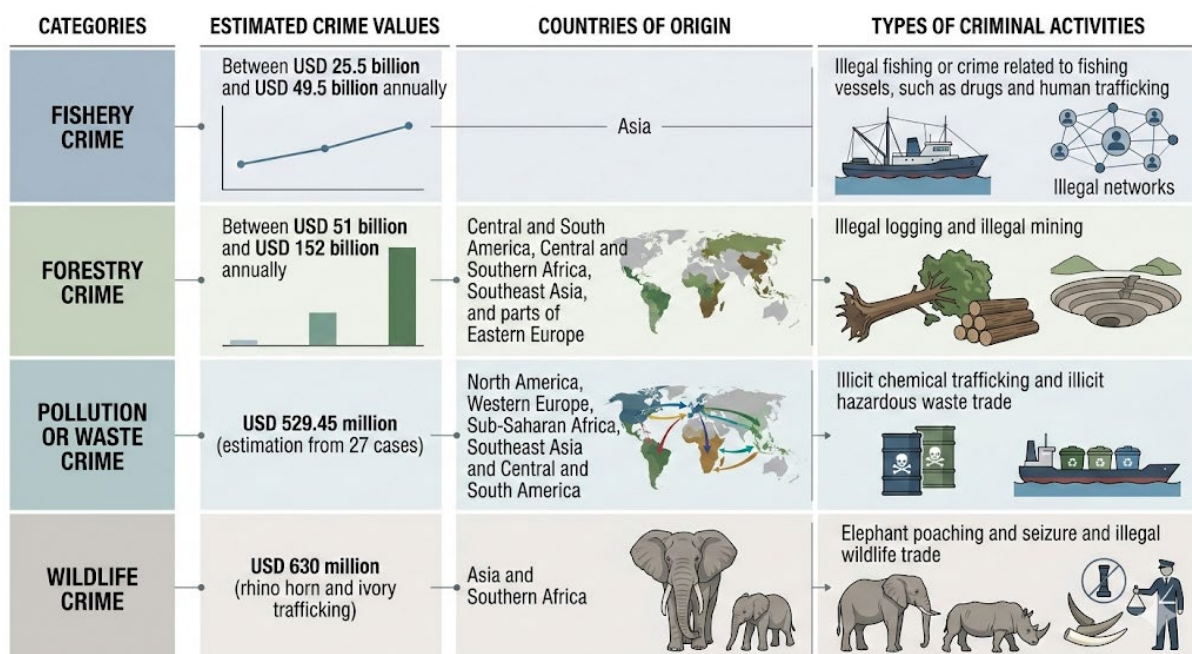 CATEGORIES
ESTIMATED CRIME VALUES
COUNTRIES OF ORIGIN
TYPES OF CRIMINAL ACTIVITIES
FISHERY
CRIME
Between USD 25.5 billion
and USD 49.5 billion annually
Asia
Illegal fishing or crime related to fishing
vessels, such as drugs and human trafficking
Illegal networks
FORESTRY
CRIME
Between USD 51 billion
and USD 152 billion
annually
Central and South
America, Central and
Southern Africa,
Southeast Asia,
and parts of
Eastern Europe
Illegal logging and illegal mining
POLLUTION
OR WASTE
CRIME
USD 529.45 million
(estimation from 27 cases)
North America,
Western Europe,
Sub-Saharan Africa,
Southeast Asia
and Central and
South America
Illicit chemical trafficking and illicit
hazardous waste trade
WILDLIFE
CRIME
USD 630 million
(rhino horn and ivory
trafficking)
Asia and
Southern Africa
Elephant poaching and seizure and illegal
wildlife trade